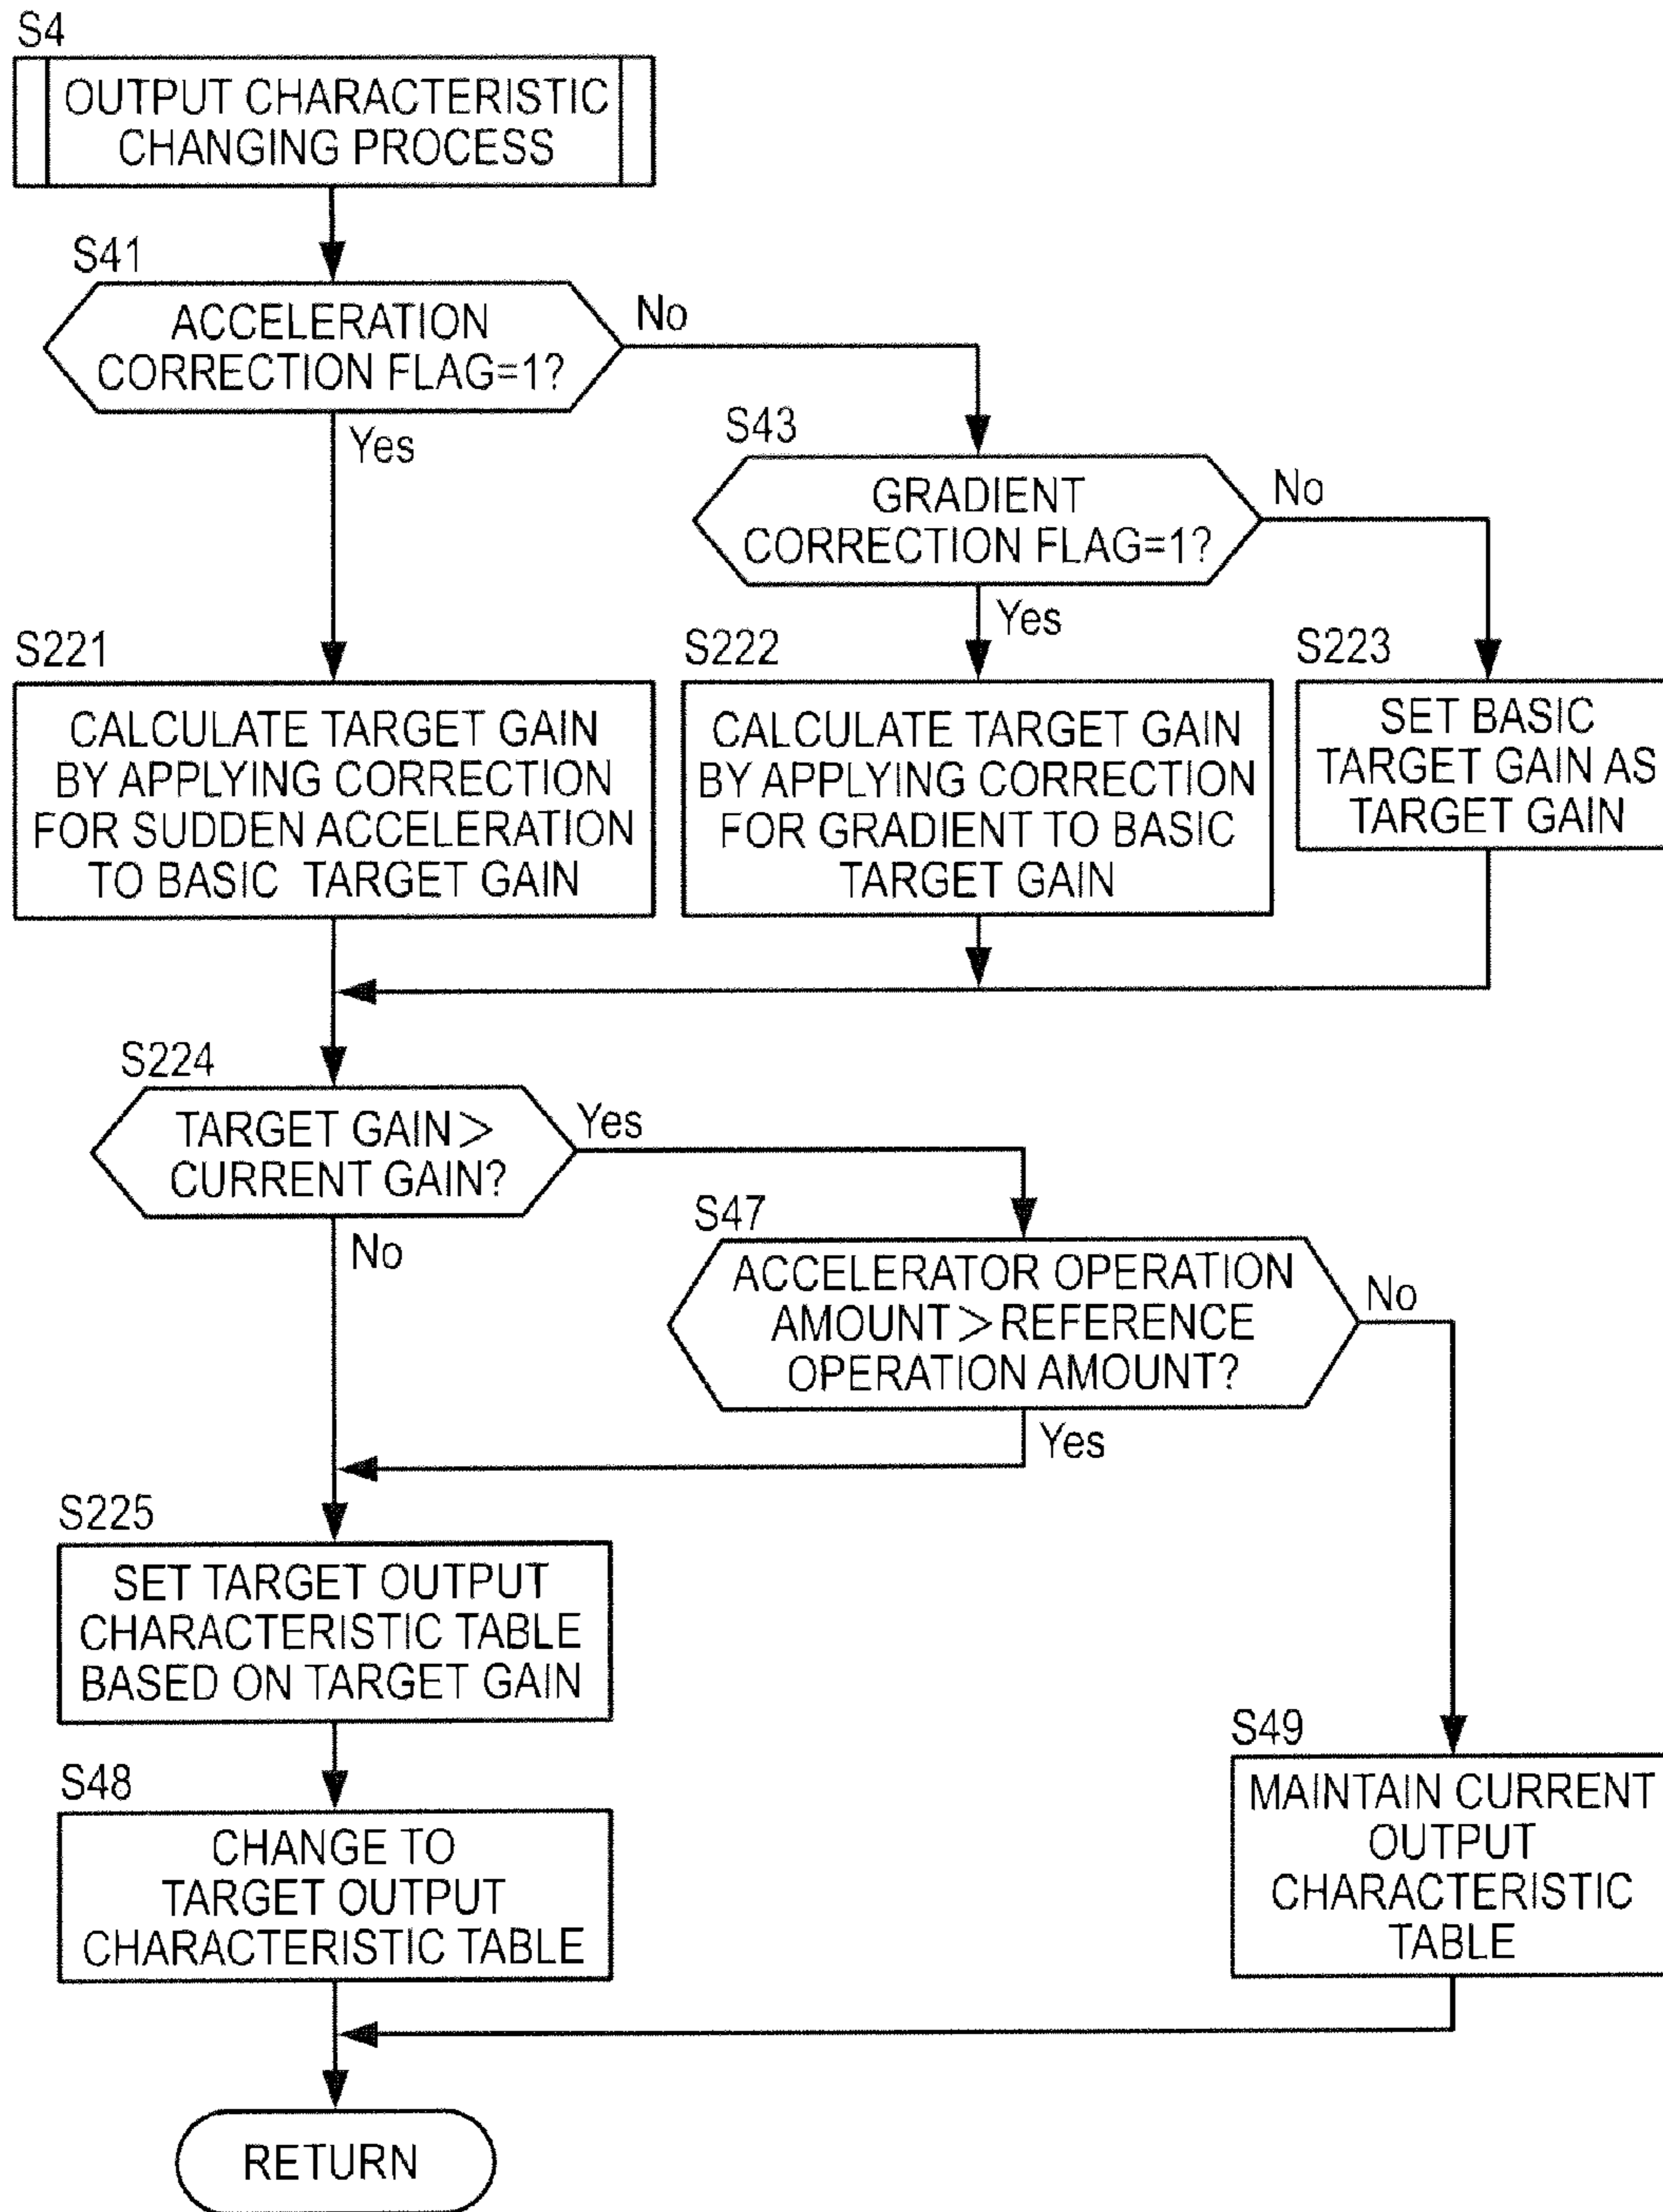 S4
OUTPUT CHARACTERISTIC
CHANGING PROCESS
S41
ACCELERATION
CORRECTION FLAG=1?
No
Yes
S43
GRADIENT
CORRECTION FLAG=1?
No
Yes
S221
CALCULATE TARGET GAIN
BY APPLYING CORRECTION
FOR SUDDEN ACCELERATION
TO BASIC TARGET GAIN
S222
CALCULATE TARGET GAIN
BY APPLYING CORRECTION
FOR GRADIENT TO BASIC
TARGET GAIN
S223
SET BASIC
TARGET GAIN AS
TARGET GAIN
S224
TARGET GAIN>
CURRENT GAIN?
Yes
No
S47
ACCELERATOR OPERATION
AMOUNT>REFERENCE
OPERATION AMOUNT?
No
Yes
S225
SET TARGET OUTPUT
CHARACTERISTIC TABLE
BASED ON TARGET GAIN
S48
CHANGE TO
TARGET OUTPUT
CHARACTERISTIC TABLE
S49
MAINTAIN CURRENT
OUTPUT
CHARACTERISTIC
TABLE
RETURN